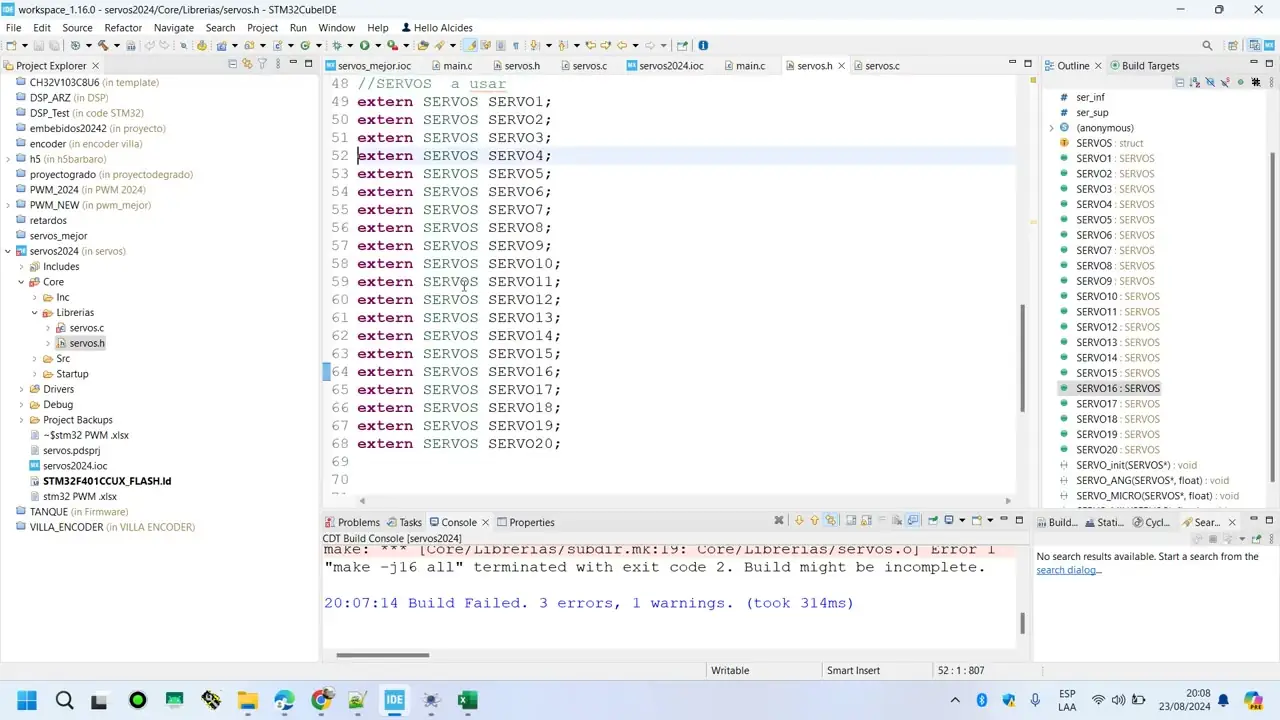 workspace_1.16.0 - servos2024/Core/Librerias/servos.h - STM32CubeIDE
File Edit Source Refactor Navigate Search Project Run Window Help Hello Alcides
Project Explorer
CH32V103C8U6 (in template)
DSP_ARZ (in DSP)
DSP_Test (in code STM32)
embebidos20242 (in proyecto)
encoder (in encoder villa)
h5 (in h5barbaro)
proyectogrado (in proyectodegrado)
PWM_2024 (in PWM 2024)
PWM_NEW (in pwm_mejor)
retardos
servos_mejor
servos2024 (in servos)
Includes
Core
Inc
Librerias
servos.c
servos.h
Src
Startup
Drivers
Debug
Project Backups
~$stm32 PWM .xlsx
servos.pdsprj
servos2024.ioc
STM32F401CCUX_FLASH.ld
stm32 PWM .xlsx
TANQUE (in Firmware)
VILLA_ENCODER (in VILLA ENCODER)
servos_mejor.ioc main.c servos.h servos.c servos2024.ioc main.c servos.h servos.c
48 //SERVOS a usar
49 extern SERVOS SERVO1;
50 extern SERVOS SERVO2;
51 extern SERVOS SERVO3;
52 extern SERVOS SERVO4;
53 extern SERVOS SERVO5;
54 extern SERVOS SERVO6;
55 extern SERVOS SERVO7;
56 extern SERVOS SERVO8;
57 extern SERVOS SERVO9;
58 extern SERVOS SERVO10;
59 extern SERVOS SERVO11;
60 extern SERVOS SERVO12;
61 extern SERVOS SERVO13;
62 extern SERVOS SERVO14;
63 extern SERVOS SERVO15;
64 extern SERVOS SERVO16;
65 extern SERVOS SERVO17;
66 extern SERVOS SERVO18;
67 extern SERVOS SERVO19;
68 extern SERVOS SERVO20;
69
70
Outline Build Targets
ser_inf
ser_sup
(anonymous)
SERVOS : struct
SERVO1 : SERVOS
SERVO2 : SERVOS
SERVO3 : SERVOS
SERVO4 : SERVOS
SERVO5 : SERVOS
SERVO6 : SERVOS
SERVO7 : SERVOS
SERVO8 : SERVOS
SERVO9 : SERVOS
SERVO10 : SERVOS
SERVO11 : SERVOS
SERVO12 : SERVOS
SERVO13 : SERVOS
SERVO14 : SERVOS
SERVO15 : SERVOS
SERVO16 : SERVOS
SERVO17 : SERVOS
SERVO18 : SERVOS
SERVO19 : SERVOS
SERVO20 : SERVOS
SERVO_init(SERVOS*) : void
SERVO_ANG(SERVOS*, float) : void
SERVO_MICRO(SERVOS*, float) : void
Problems Tasks Console Properties
CDT Build Console [servos2024]
make: *** [Core/Librerias/subdir.mk:19: Core/Librerias/servos.o] Error 1
"make -j16 all" terminated with exit code 2. Build might be incomplete.
20:07:14 Build Failed. 3 errors, 1 warnings. (took 314ms)
Build... Stati... Cycl... Sear...
No search results available. Start a search from the
search dialog...
Writable Smart Insert 52 : 1 : 807
IDE
ESP
LAA
20:08
23/08/2024